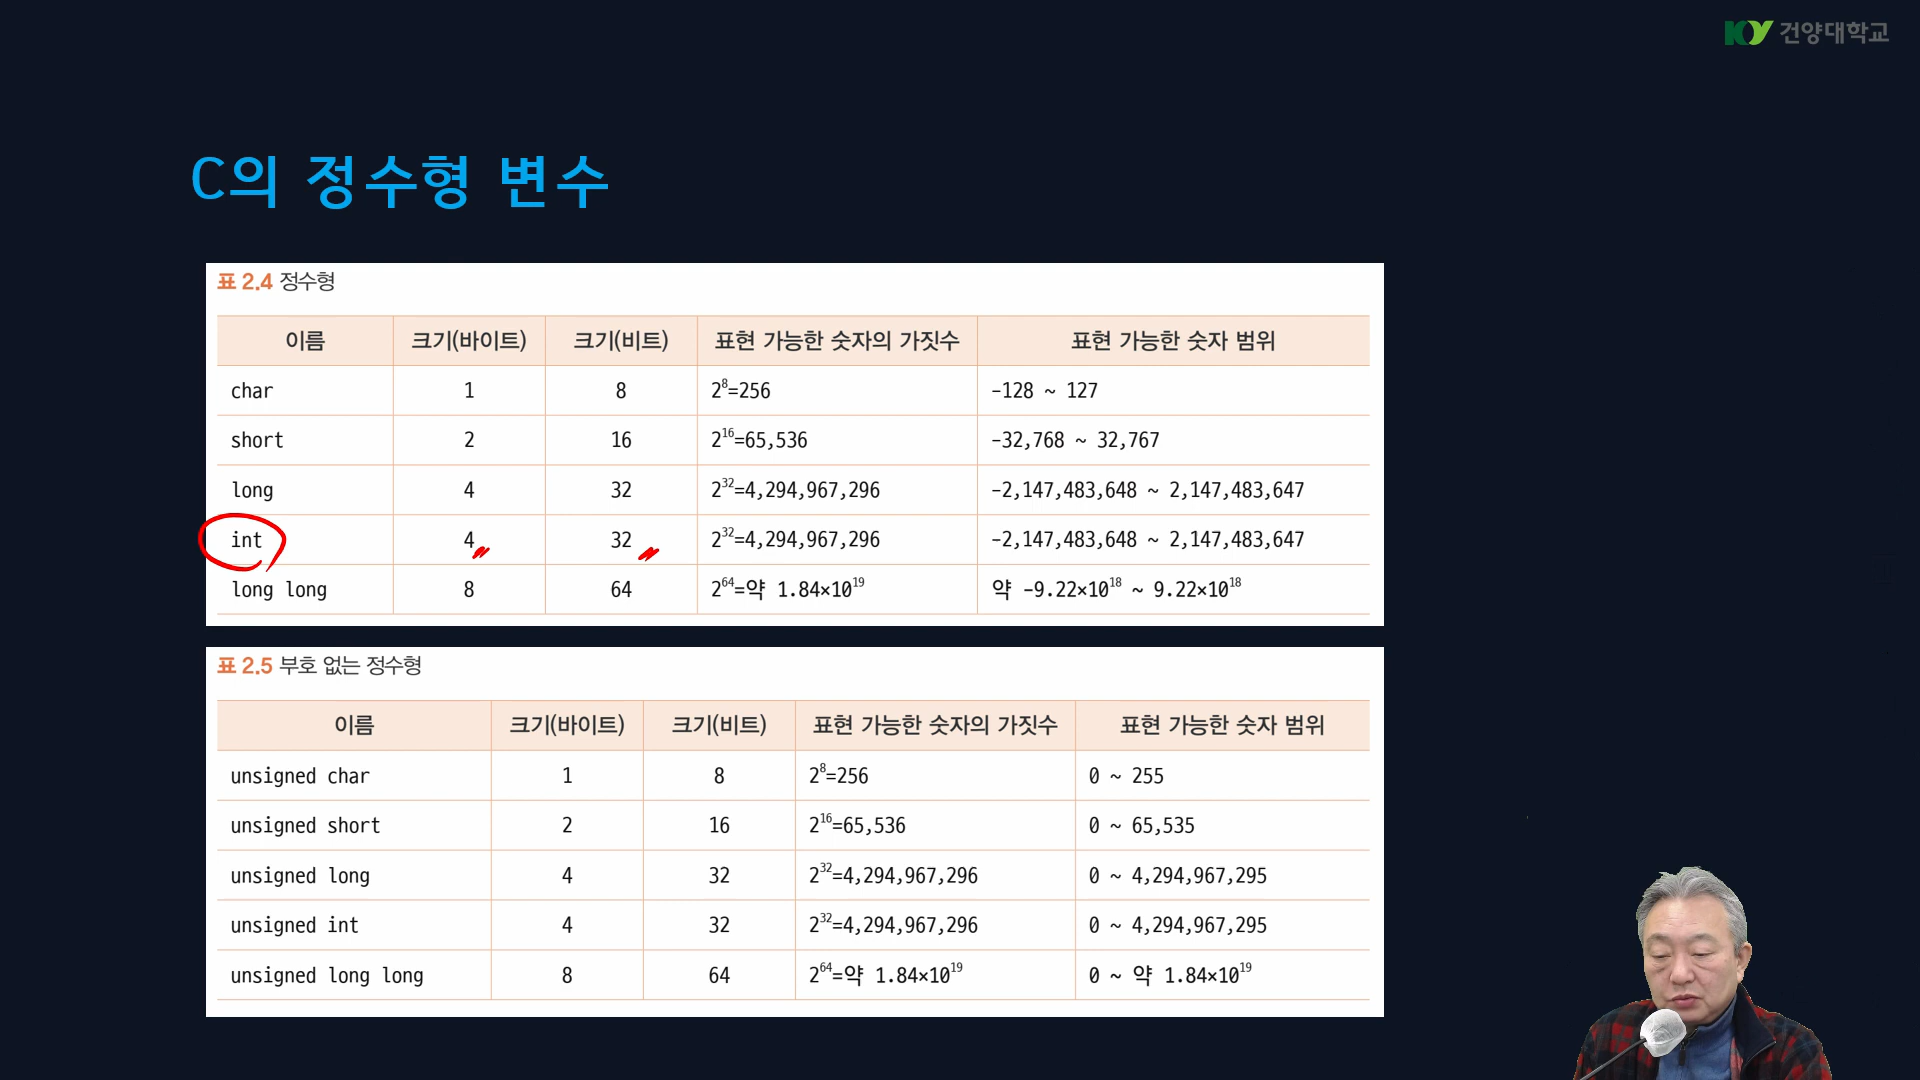 KY 건양대학교
C의 정수형 변수
표 2.4 정수형
이름 크기(바이트) 크기(비트) 표현 가능한 숫자의 가짓수 표현 가능한 숫자 범위
char 1 8 2⁸=256 -128 ~ 127
short 2 16 2¹⁶=65,536 -32,768 ~ 32,767
long 4 32 2³²=4,294,967,296 -2,147,483,648 ~ 2,147,483,647
int 4 32 2³²=4,294,967,296 -2,147,483,648 ~ 2,147,483,647
long long 8 64 2⁶⁴=약 1.84×10¹⁹ 약 -9.22×10¹⁸ ~ 9.22×10¹⁸
표 2.5 부호 없는 정수형
이름 크기(바이트) 크기(비트) 표현 가능한 숫자의 가짓수 표현 가능한 숫자 범위
unsigned char 1 8 2⁸=256 0 ~ 255
unsigned short 2 16 2¹⁶=65,536 0 ~ 65,535
unsigned long 4 32 2³²=4,294,967,296 0 ~ 4,294,967,295
unsigned int 4 32 2³²=4,294,967,296 0 ~ 4,294,967,295
unsigned long long 8 64 2⁶⁴=약 1.84×10¹⁹ 0 ~ 약 1.84×10¹⁹